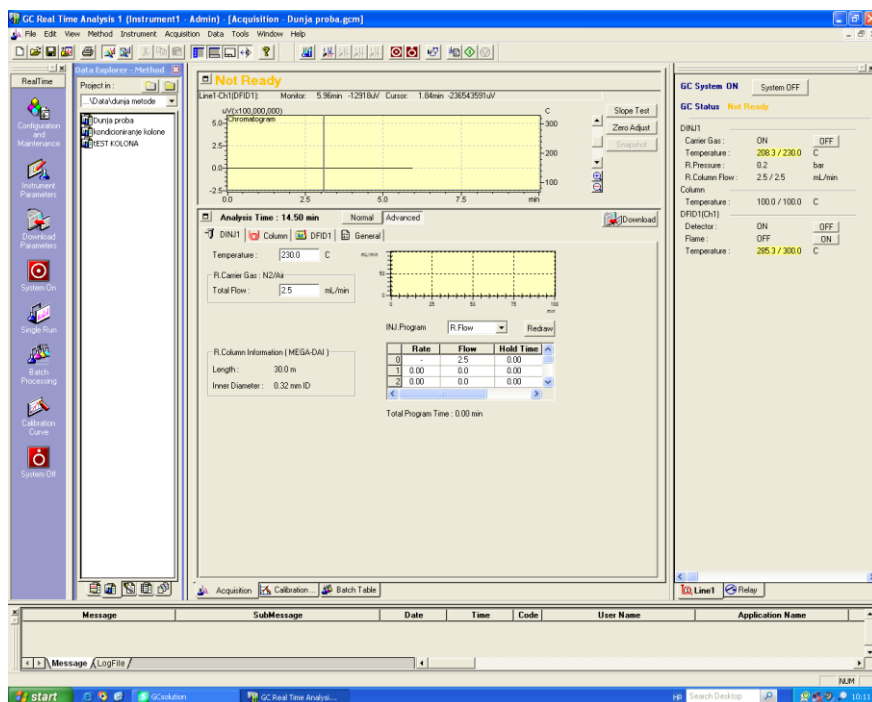 GC Real Time Analysis 1 (Instrument1 - Admin) - [Acquisition - Dunja proba.gcm]
File Edit View Method Instrument Acquisition Data Tools Window Help
RealTime
Configuration and Maintenance
Instrument Parameters
Download Parameters
System On
Single Run
Batch Processing
Calibration Curve
System Off
Data Explorer - Method
Project in :
...\Data\dunja metode
Dunja proba
kondicioniranje kolone
tEST KOLONA
Not Ready
Line1-Ch1(DFID1): Monitor: 5.96min -12918uV Cursor: 1.84min -236543591uV
uV(x100,000,000) C
Chromatogram
5.0
2.5
0.0
-2.5
300
200
100
0.0 2.5 5.0 7.5 min
Slope Test
Zero Adjust
Snapshot
Analysis Time : 14.50 min Normal Advanced Download
DINJ1 Column DFID1 General
Temperature : 230.0 C
R.Carrier Gas : N2/Air
Total Flow : 2.5 mL/min
R.Column Information ( MEGA-DAI )
Length : 30.0 m
Inner Diameter : 0.32 mm ID
mL/min
50
0
0 25 50 75 100
min
INJ.Program R.Flow Redraw
Rate Flow Hold Time
0 - 2.5 0.00
1 0.00 0.0 0.00
2 0.00 0.0 0.00
Total Program Time : 0.00 min
Acquisition Calibration ... Batch Table
GC System ON System OFF
GC Status Not Ready
DINJ1
Carrier Gas : ON OFF
Temperature : 208.3 / 230.0 C
R.Pressure : 0.2 bar
R.Column Flow : 2.5 / 2.5 mL/min
Column
Temperature : 100.0 / 100.0 C
DFID1(Ch1)
Detector : ON OFF
Flame : OFF ON
Temperature : 285.3 / 300.0 C
Line1 Relay
Message SubMessage Date Time Code User Name Application Name
Message LogFile
NUM
start GCsolution GC Real Time Analysi... HR Search Desktop 10:11